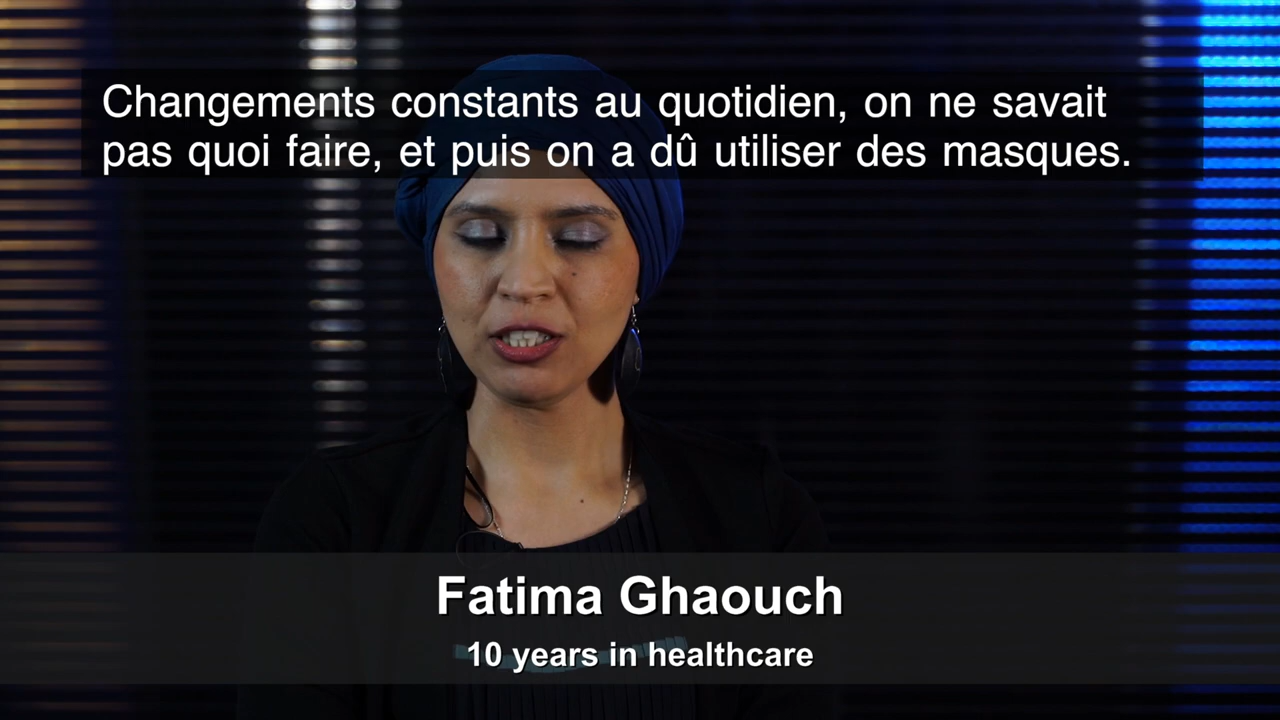 Changements constants au quotidien, on ne savait
pas quoi faire, et puis on a dû utiliser des masques.
Fatima Ghaouch
10 years in healthcare